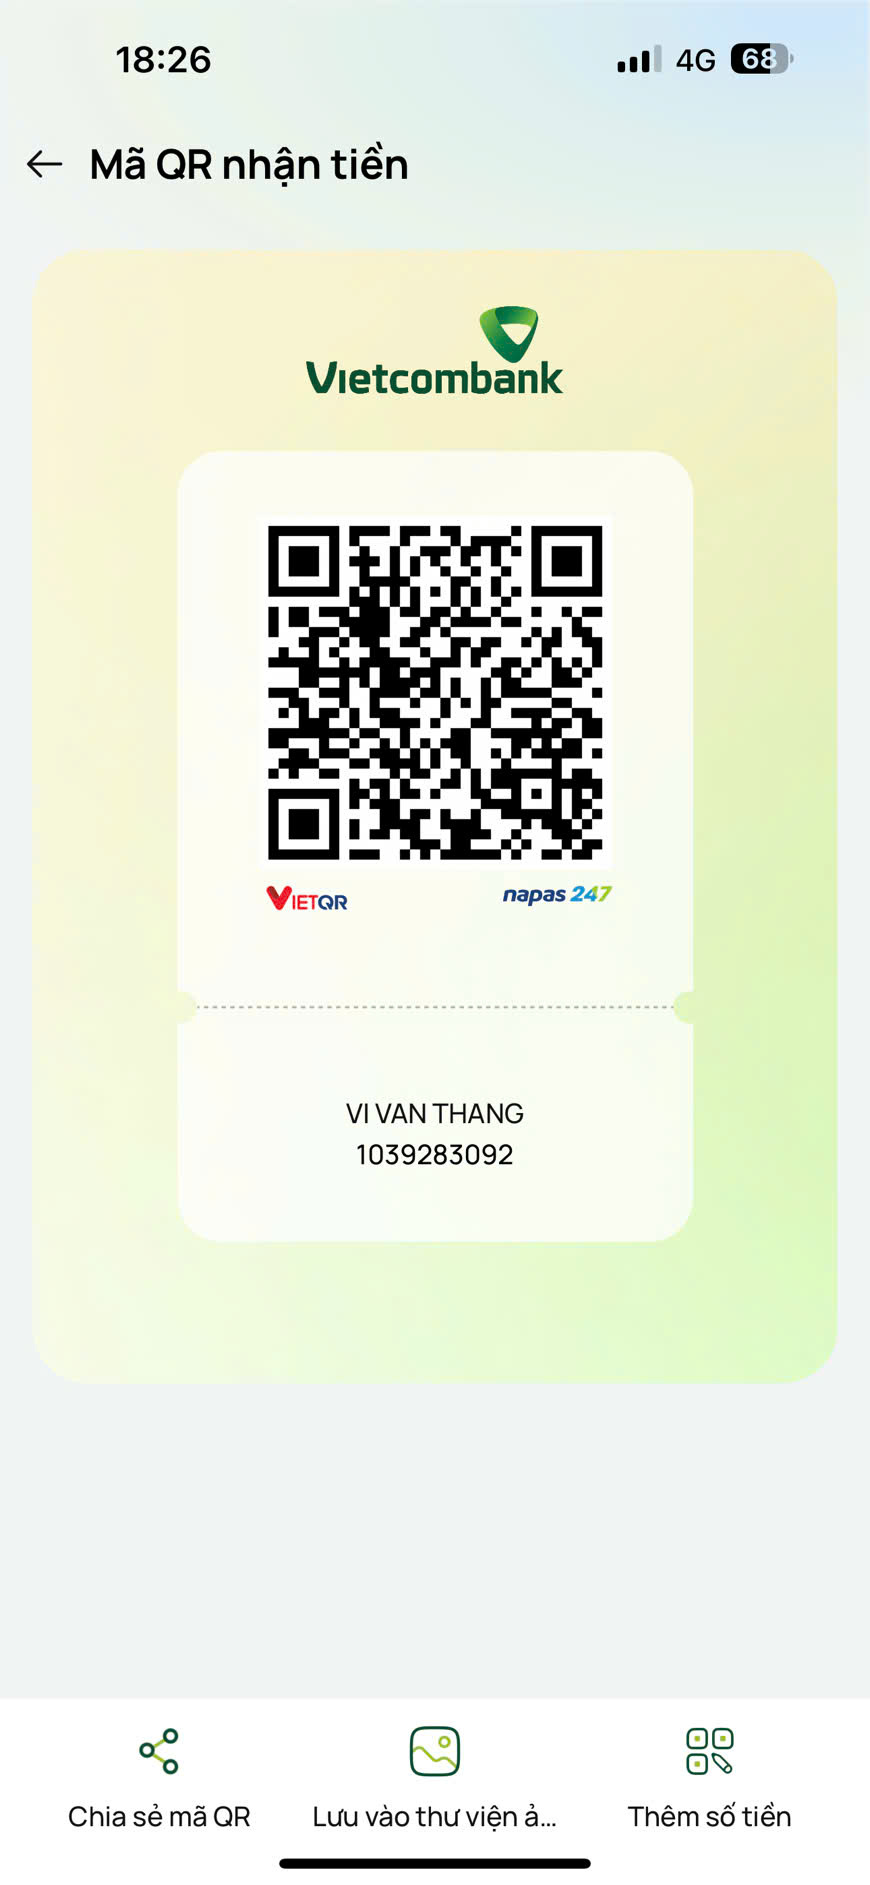 18:26
4G 68
Mã QR nhận tiền
Vietcombank
VIETQR
napas 247
VI VAN THANG
1039283092
Chia sẻ mã QR
Lưu vào thư viện ả...
Thêm số tiền